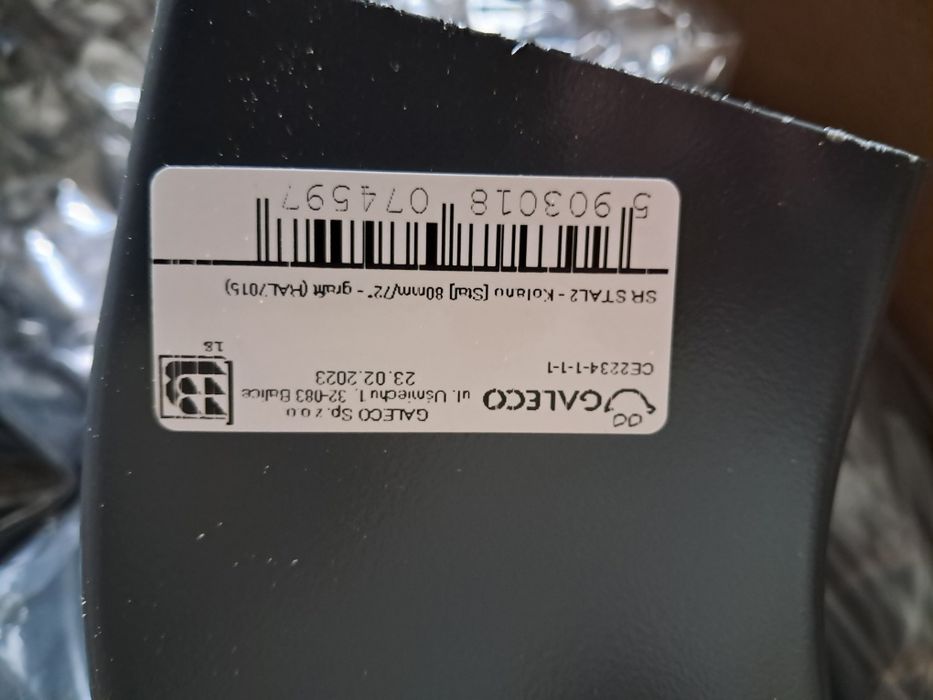 GALECO
GALECO Sp. z o o
ul. Uśmiechu 1, 32-083 Balice
23.02.2023
CE2234-1-1-1
B
18
SR STAL2 - Kolano [Stal] 80mm/72° - grafit (RAL7015)
5 903018 074597